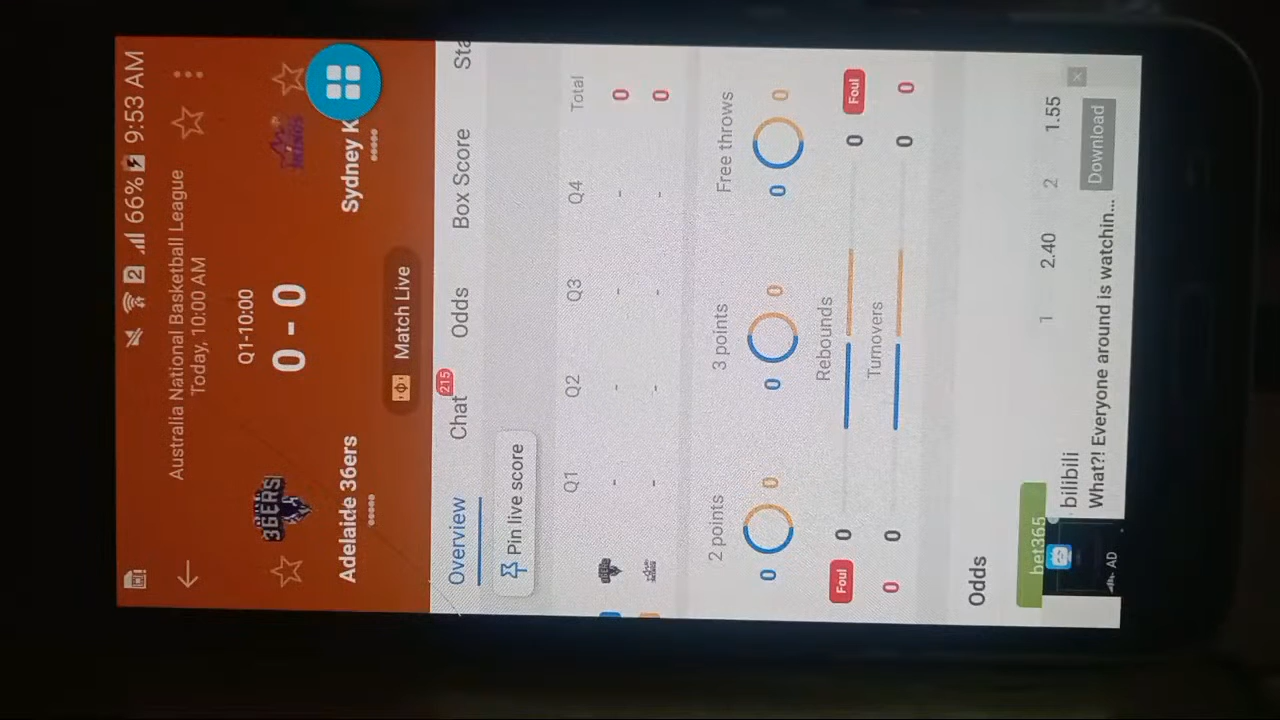 2 66% 9:53 AM
Australia National Basketball League
Today, 10:00 AM
36ERS
KINGS
Q1-10:00
0 - 0
Adelaide 36ers
Sydney K
Match Live
Overview
Chat
215
Odds
Box Score
Sta
Pin live score
Q1 Q2 Q3 Q4 Total
- - - - 0
- - - - 0
2 points 3 points Free throws
0 0 0 0 0 0
Rebounds
Foul 0 0 Foul
Turnovers
0 0 0 0
Odds
bet365 1 2.40 2 1.55
bilibili
What?! Everyone around is watchin...
Download
AD